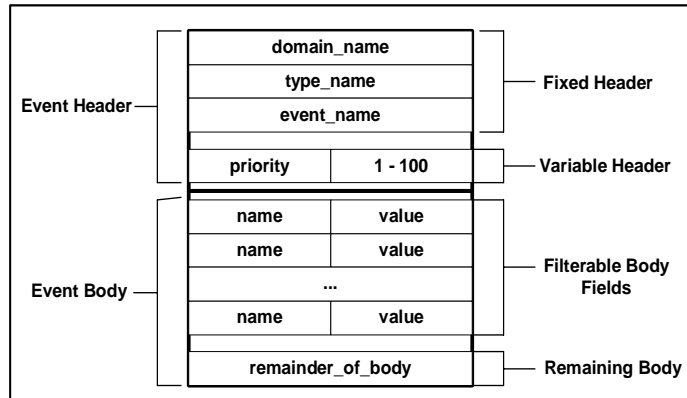 domain_name
type_name
event_name
Event Header
Fixed Header
priority 1 - 100
Variable Header
name value
name value
...
name value
Event Body
Filterable Body
Fields
remainder_of_body
Remaining Body